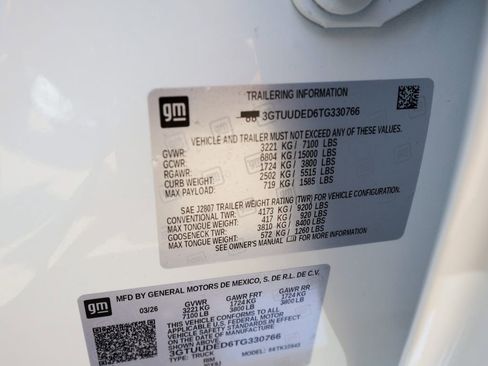 gm
TRAILERING INFORMATION
3GTUUDED6TG330766
VEHICLE AND TRAILER MUST NOT EXCEED ANY OF THESE VALUES.
GVWR: 3221 KG / 7100 LBS
GCWR: 6804 KG / 15000 LBS
RGAWR: 1724 KG / 3800 LBS
CURB WEIGHT: 2502 KG / 5515 LBS
MAX PAYLOAD: 719 KG / 1585 LBS
SAE J2807 TRAILER WEIGHT RATING (TWR) FOR VEHICLE CONFIGURATION.
CONVENTIONAL TWR: 4173 KG / 9200 LBS
MAX TONGUE WEIGHT: 417 KG / 920 LBS
GOOSENECK TWR: 3810 KG / 8400 LBS
MAX TONGUE WEIGHT: 572 KG / 1260 LBS
SEE OWNER'S MANUAL FOR MORE INFORMATION
gm
MFD BY GENERAL MOTORS DE MEXICO, S. DE R.L. DE C.V.
03/26 GVWR GAWR FRT GAWR RR
3221 KG 1724 KG 1724 KG
7100 LB 3800 LB 3800 LB
THIS VEHICLE CONFORMS TO ALL
APPLICABLE U.S. FEDERAL MOTOR
VEHICLE SAFETY STANDARDS IN
EFFECT ON THE DATE OF MANUFACTURE
3GTUUDED6TG330766
TYPE: TRUCK MODEL:
RIM